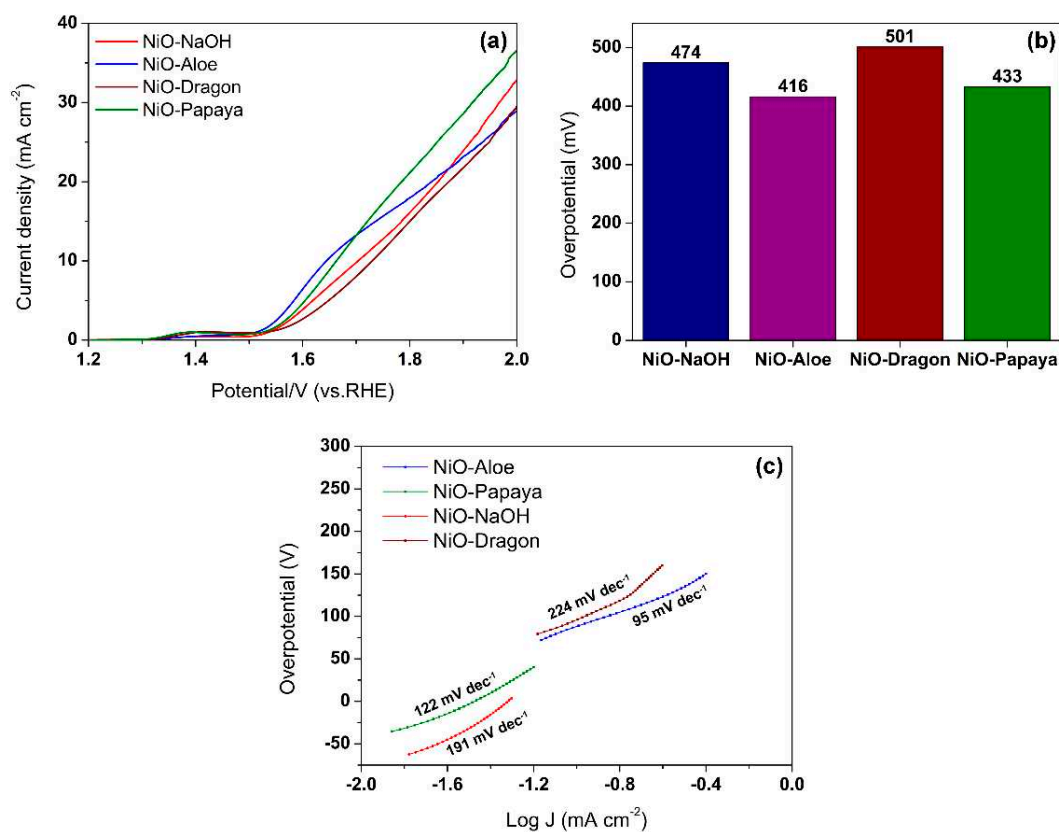 (a)
NiO-NaOH
NiO-Aloe
NiO-Dragon
NiO-Papaya
40
30
20
10
0
Current density (mA cm⁻²)
1.2 1.4 1.6 1.8 2.0
Potential/V (vs.RHE)
(b)
474 416 501 433
500
400
300
200
100
0
Overpotential (mV)
NiO-NaOH NiO-Aloe NiO-Dragon NiO-Papaya
(c)
NiO-Aloe
NiO-Papaya
NiO-NaOH
NiO-Dragon
300
250
200
150
100
50
0
-50
Overpotential (V)
224 mV dec⁻¹
95 mV dec⁻¹
122 mV dec⁻¹
191 mV dec⁻¹
-2.0 -1.6 -1.2 -0.8 -0.4 0.0
Log J (mA cm⁻²)